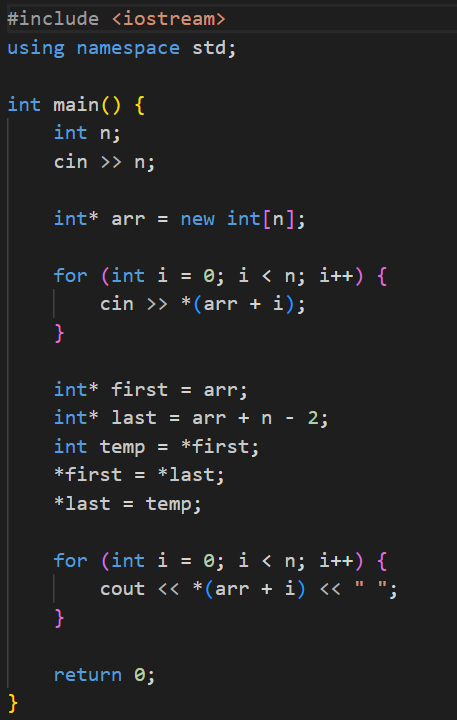 #include <iostream>
using namespace std;
int main() {
int n;
cin >> n;
int* arr = new int[n];
for (int i = 0; i < n; i++) {
cin >> *(arr + i);
}
int* first = arr;
int* last = arr + n - 2;
int temp = *first;
*first = *last;
*last = temp;
for (int i = 0; i < n; i++) {
cout << *(arr + i) << " ";
}
return 0;
}